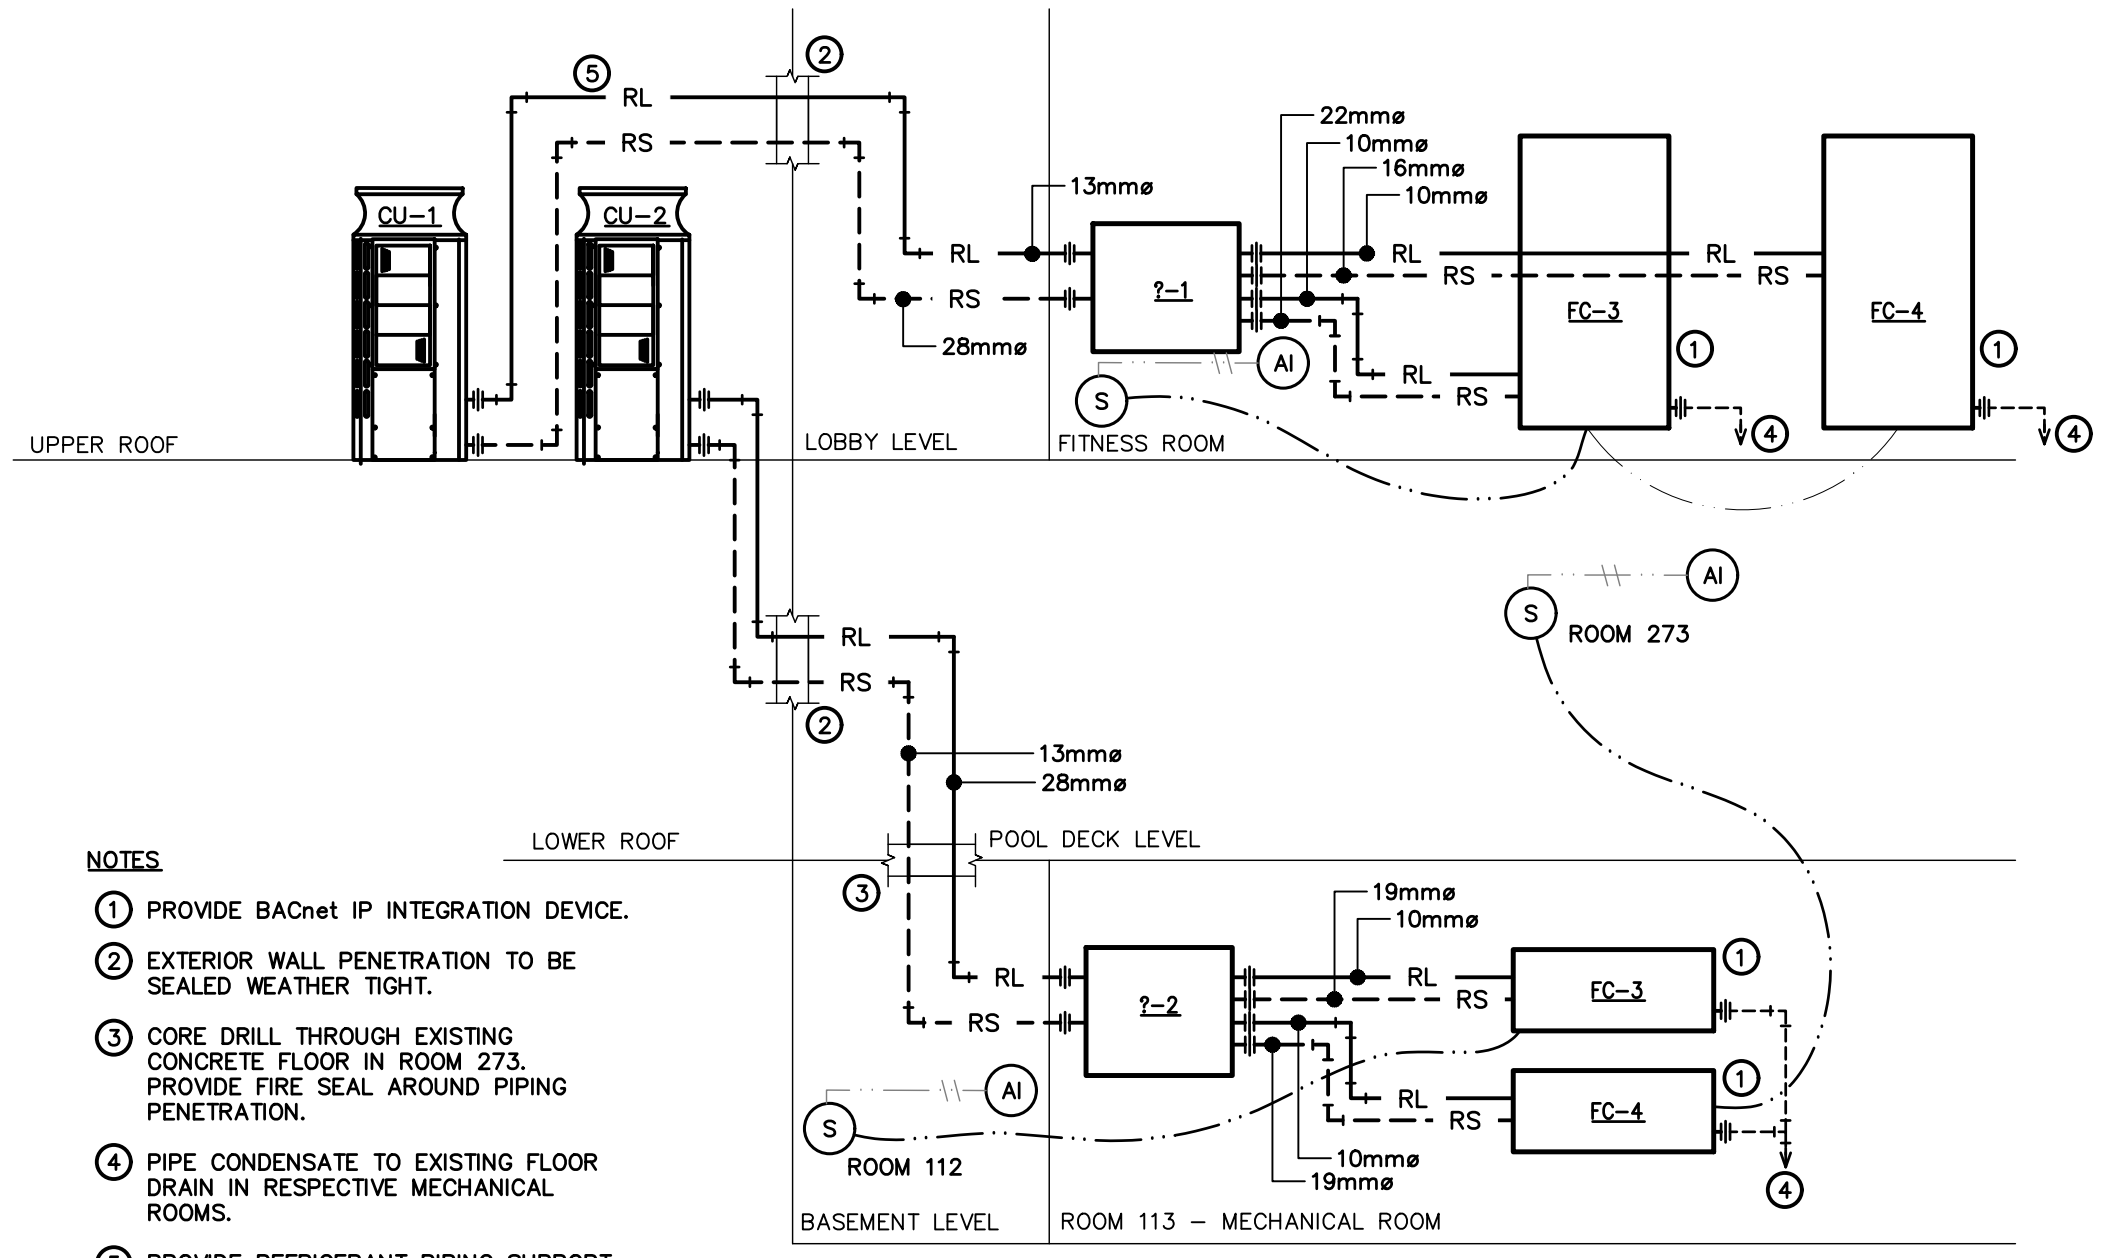 2
5
RL
RS
22mmø
10mmø
16mmø
10mmø
13mmø
CU-1
CU-2
RL
RS
28mmø
?-1
RL
RS
RL
RS
FC-3
FC-4
1
1
AI
S
RL
RS
4
4
UPPER ROOF
LOBBY LEVEL
FITNESS ROOM
AI
S
ROOM 273
RL
RS
2
13mmø
28mmø
LOWER ROOF
POOL DECK LEVEL
3
19mmø
10mmø
RL
RS
?-2
RL
RS
FC-3
1
RL
RS
FC-4
1
AI
S
ROOM 112
10mmø
19mmø
4
BASEMENT LEVEL
ROOM 113 - MECHANICAL ROOM
NOTES
1 PROVIDE BACnet IP INTEGRATION DEVICE.
2 EXTERIOR WALL PENETRATION TO BE
SEALED WEATHER TIGHT.
3 CORE DRILL THROUGH EXISTING
CONCRETE FLOOR IN ROOM 273.
PROVIDE FIRE SEAL AROUND PIPING
PENETRATION.
4 PIPE CONDENSATE TO EXISTING FLOOR
DRAIN IN RESPECTIVE MECHANICAL
ROOMS.
5 PROVIDE REFRIGERANT PIPING SUPPORT